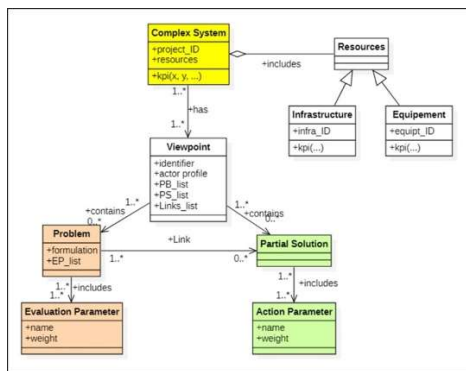 Complex System
+project_ID
+resources
+kpi(x, y, ...)
Resources
+includes
1..*
+has
1..*
Infrastructure
+infra_ID
+kpi(...)
Equipement
+equipt_ID
+kpi(...)
Viewpoint
+identifier
+actor profile
+PB_list
+PS_list
+Links_list
1..*
+contains
0..*
1..*
+contains
0..*
Problem
+formulation
+EP_list
+Link
1..*
0..*
Partial Solution
1..*
+includes
1..*
1..*
+includes
1..*
Evaluation Parameter
+name
+weight
Action Parameter
+name
+weight